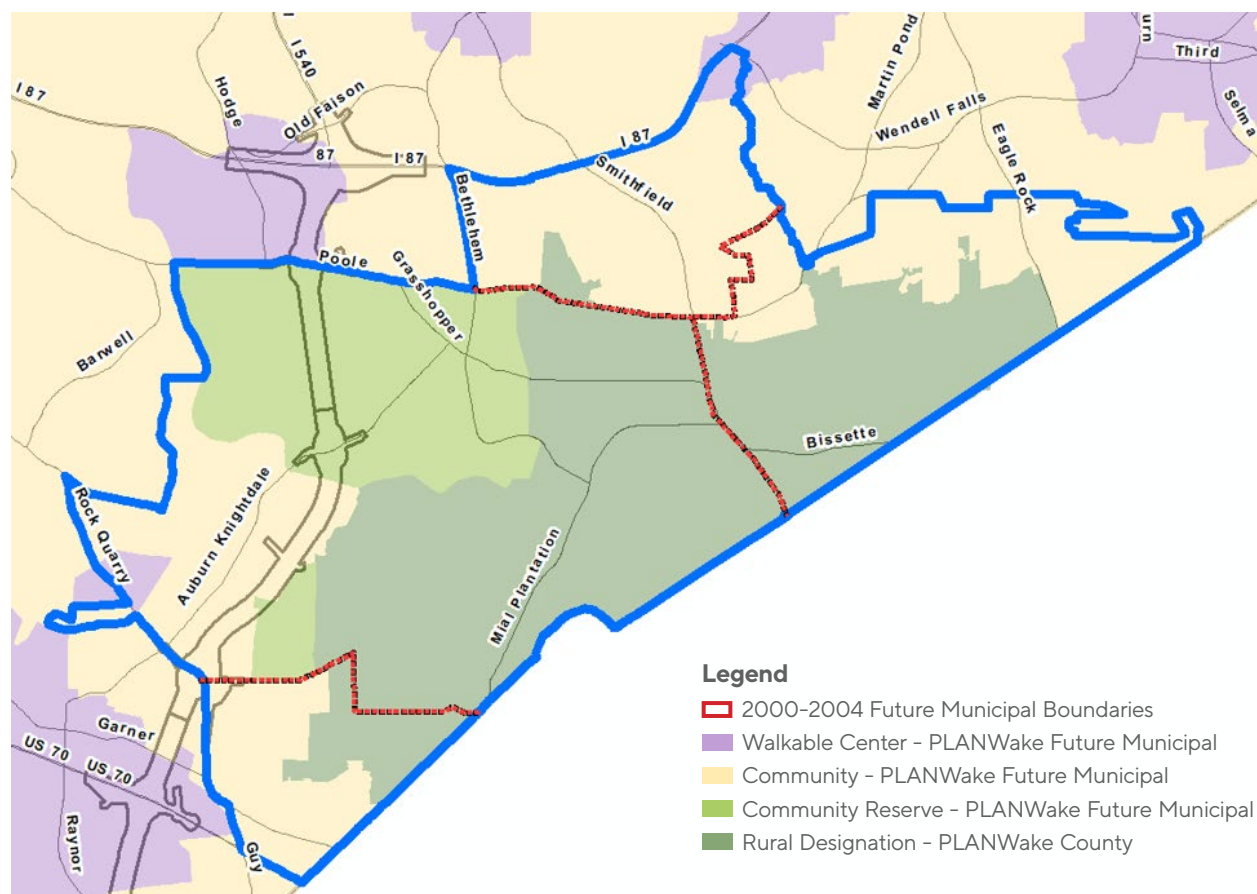 I 540
I 87
Hodge
Old Faison
87
I 87
Bethlehem
I 87
Smithfield
Martin Pond
Wendell Falls
Eagle Rock
urn
Third
Selma
Poole
Grasshopper
Barwell
Rock Quarry
Auburn Knightdale
Bissette
Mial Plantation
Garner
US 70
US 70
Raynor
Guy
Legend
2000-2004 Future Municipal Boundaries
Walkable Center - PLANWake Future Municipal
Community - PLANWake Future Municipal
Community Reserve - PLANWake Future Municipal
Rural Designation - PLANWake County